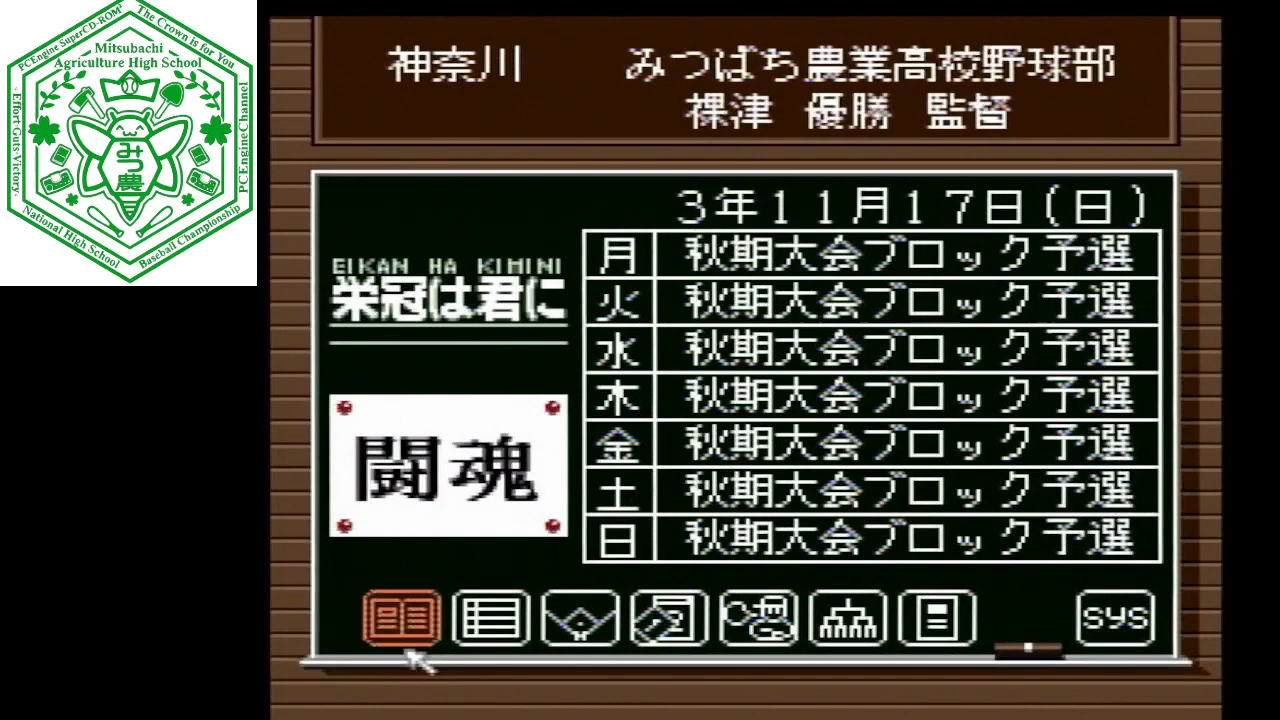 PCEngine SuperCD-ROM²
The Crown is for You
Mitsubachi
Agriculture High School
・Effort・Guts・Victory・
PCEngineChannel
みつ農
National High School
Baseball Championship
神奈川 みつばち農業高校野球部
裸津 優勝 監督
3年11月17日(日)
EIKAN HA KIMINI
栄冠は君に
月 秋期大会ブロック予選
火 秋期大会ブロック予選
水 秋期大会ブロック予選
木 秋期大会ブロック予選
金 秋期大会ブロック予選
土 秋期大会ブロック予選
日 秋期大会ブロック予選
闘魂
SYS